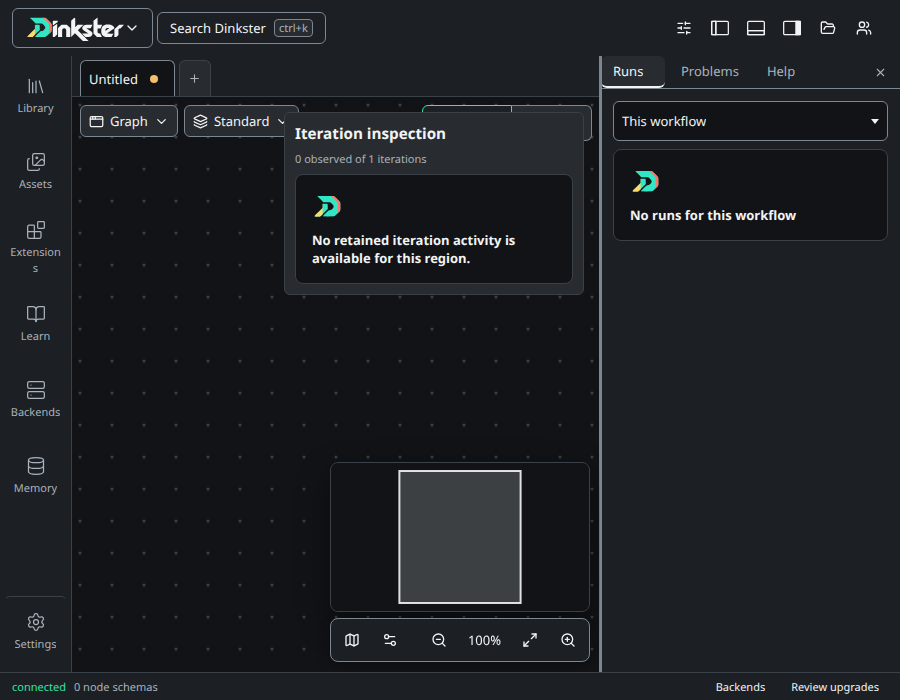 Dinkster
Search Dinkster ctrl+k
Library
Assets
Extension
s
Learn
Backends
Memory
Settings
Untitled
+
Graph
Standard
Iteration inspection
0 observed of 1 iterations
No retained iteration activity is
available for this region.
100%
Runs Problems Help
This workflow
No runs for this workflow
connected 0 node schemas
Backends Review upgrades